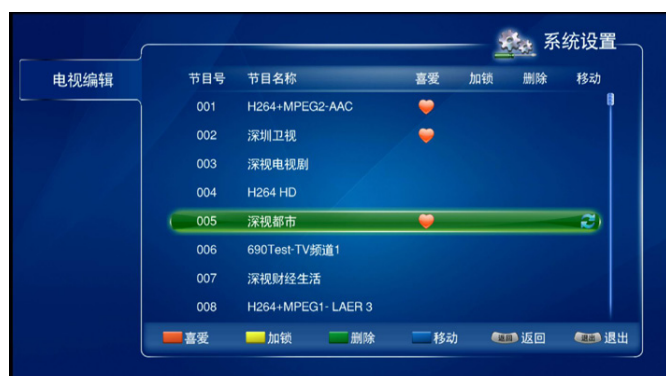 系统设置
电视编辑
节目号 节目名称 喜爱 加锁 删除 移动
001 H264+MPEG2-AAC
002 深圳卫视
003 深视电视剧
004 H264 HD
005 深视都市
006 690Test-TV频道1
007 深视财经生活
008 H264+MPEG1- LAER 3
喜爱 加锁 删除 移动 返回 返回 退出 退出